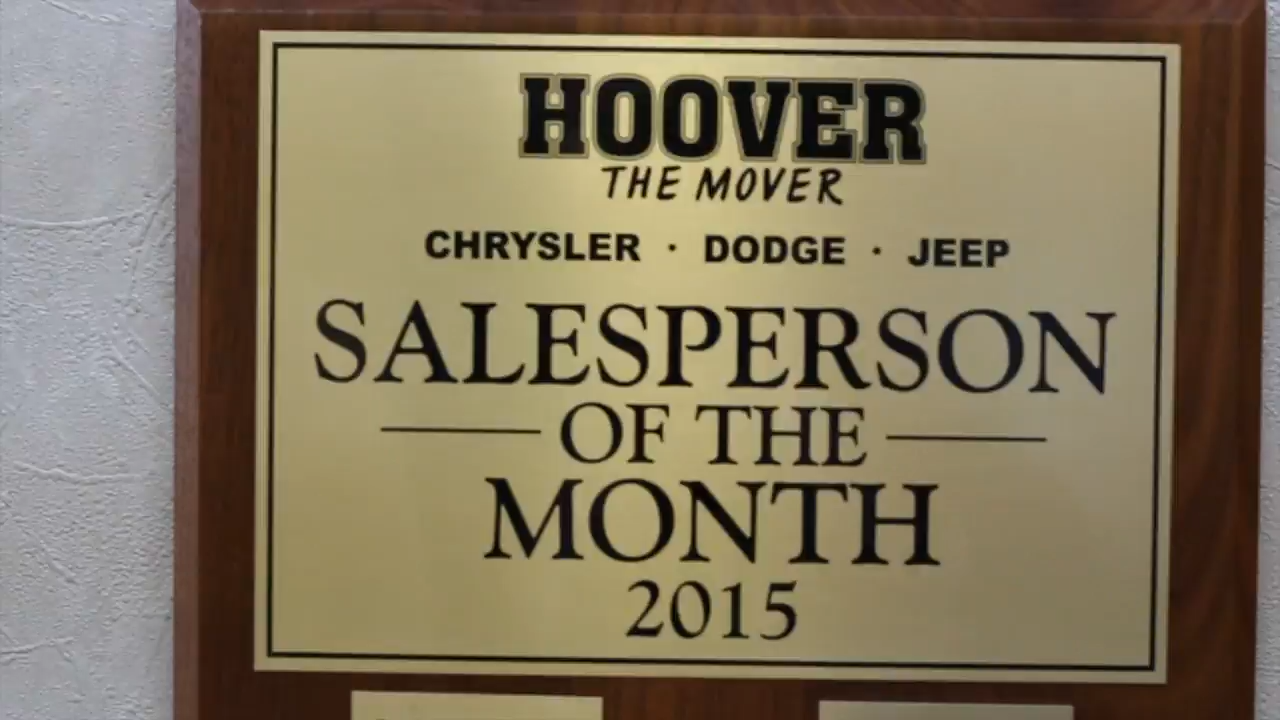 HOOVER
THE MOVER
CHRYSLER · DODGE · JEEP
SALESPERSON
OF THE
MONTH
2015